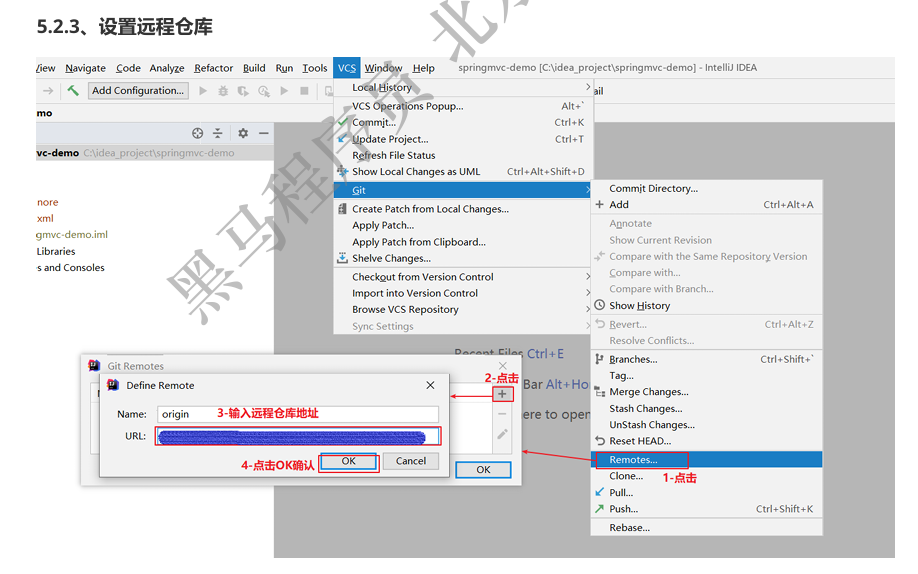 5.2.3、设置远程仓库
View Navigate Code Analyze Refactor Build Run Tools VCS Window Help springmvc-demo [C:\idea_project\springmvc-demo] - IntelliJ IDEA
Add Configuration...
mo
vc-demo C:\idea_project\springmvc-demo
nore
xml
gmvc-demo.iml
Libraries
s and Consoles
Local History
VCS Operations Popup... Alt+`
Commit... Ctrl+K
Update Project... Ctrl+T
Refresh File Status
Show Local Changes as UML Ctrl+Alt+Shift+D
Git
Create Patch from Local Changes...
Apply Patch...
Apply Patch from Clipboard...
Shelve Changes...
Checkout from Version Control
Import into Version Control
Browse VCS Repository
Sync Settings
Commit Directory...
Add Ctrl+Alt+A
Annotate
Show Current Revision
Compare with the Same Repository Version
Compare with...
Compare with Branch...
Show History
Revert... Ctrl+Alt+Z
Resolve Conflicts...
Branches... Ctrl+Shift+`
Tag...
Merge Changes...
Stash Changes...
UnStash Changes...
Reset HEAD...
Remotes...
1-点击
Clone...
Pull...
Push... Ctrl+Shift+K
Rebase...
Recent Files Ctrl+E
Bar Alt+Ho
ere to open
Git Remotes
2-点击
Define Remote
Name: origin 3-输入远程仓库地址
URL:
4-点击OK确认 OK Cancel
OK
黑马程序员 北